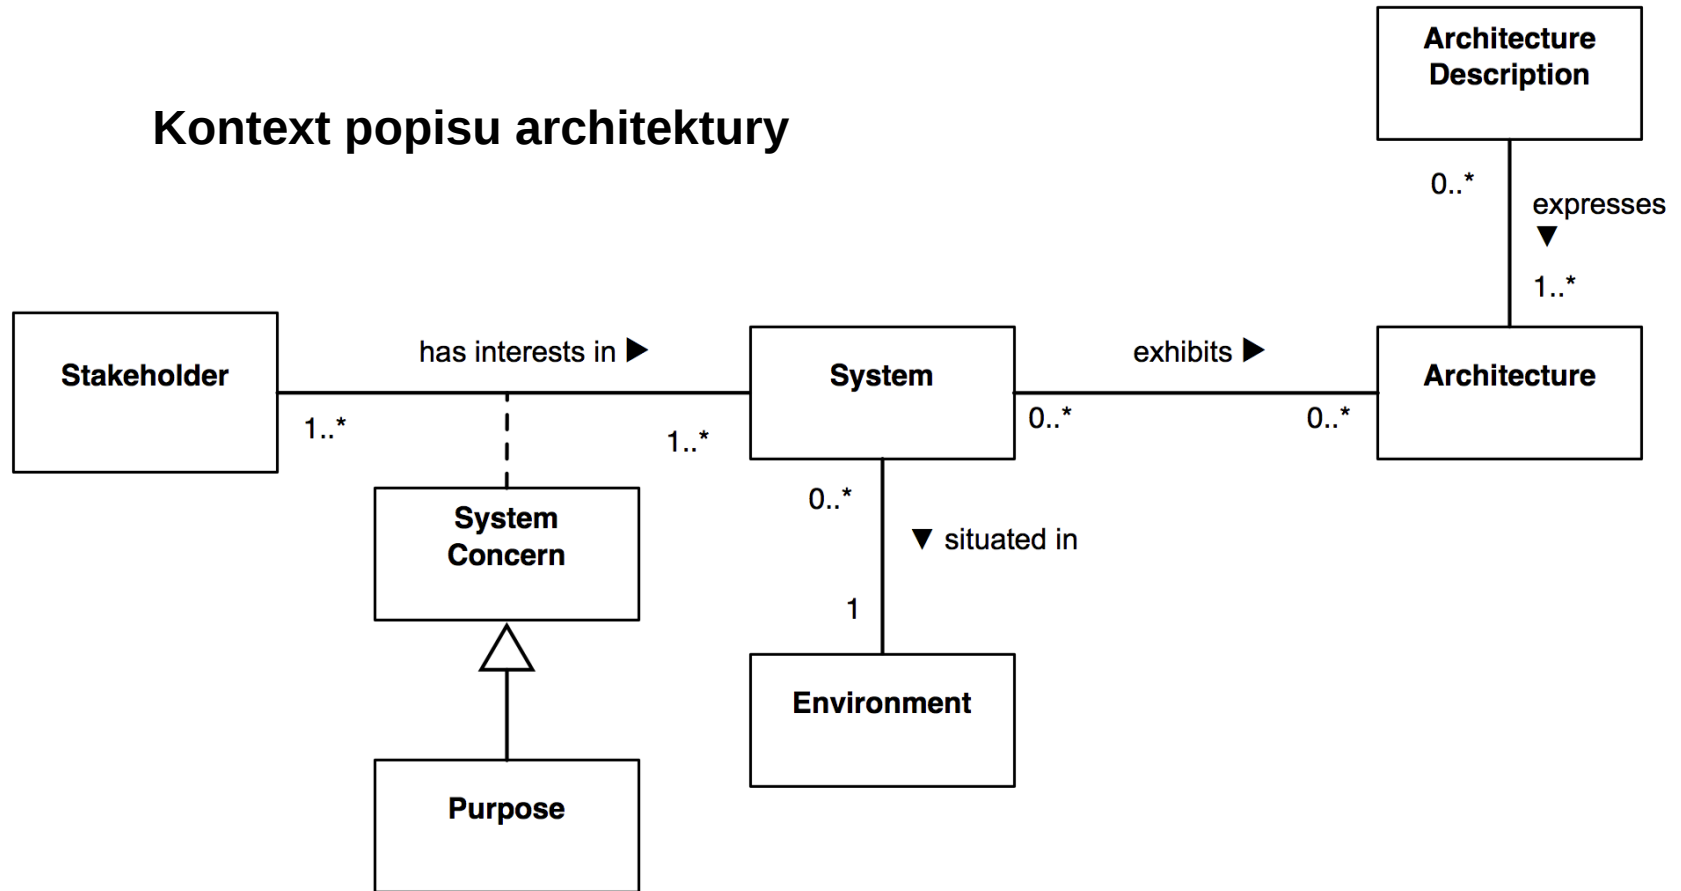 Kontext popisu architektury
Architecture
Description
0..*
expresses
▼
1..*
Stakeholder
has interests in ▶
1..*
1..*
System
exhibits ▶
0..*
0..*
Architecture
System
Concern
0..*
▼ situated in
1
Environment
Purpose